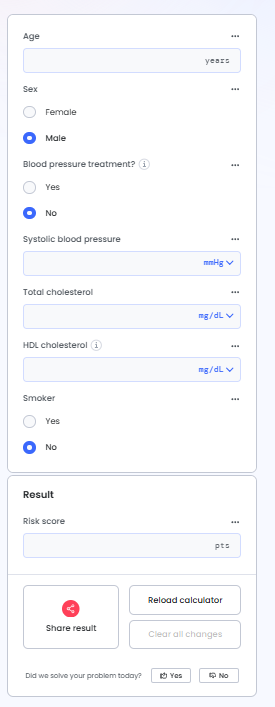 Age ...
years
Sex ...
Female
Male
Blood pressure treatment? i ...
Yes
No
Systolic blood pressure ...
mmHg
Total cholesterol ...
mg/dL
HDL cholesterol i ...
mg/dL
Smoker ...
Yes
No
Result
Risk score ...
pts
Share result
Reload calculator
Clear all changes
Did we solve your problem today? Yes No